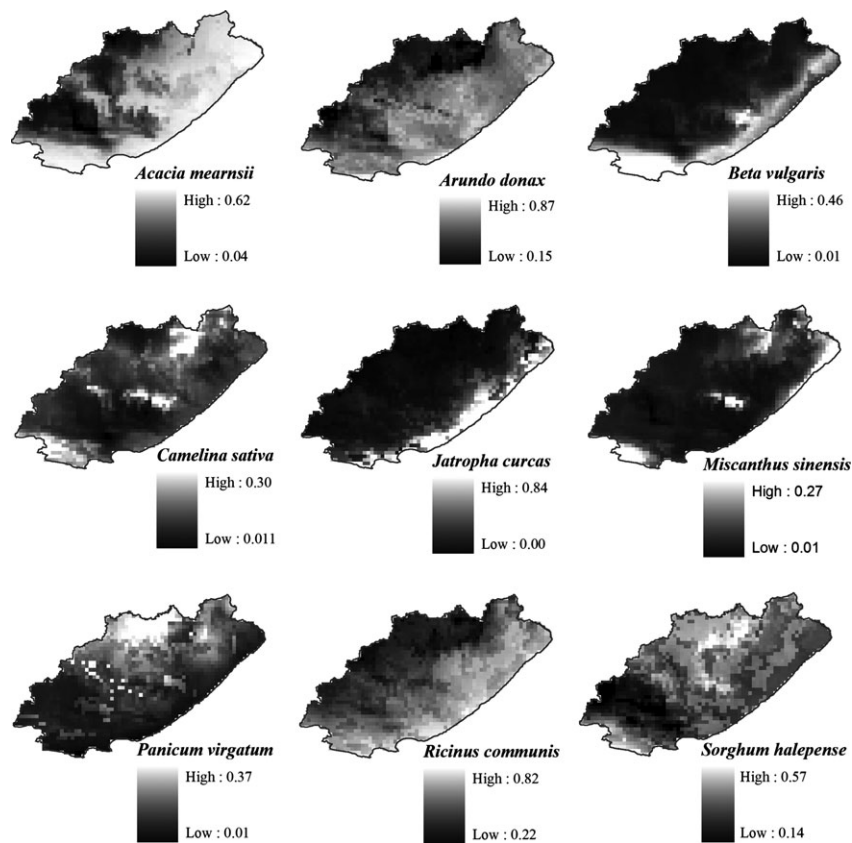 Acacia mearnsii
High : 0.62
Low : 0.04
Arundo donax
High : 0.87
Low : 0.15
Beta vulgaris
High : 0.46
Low : 0.01
Camelina sativa
High : 0.30
Low : 0.011
Jatropha curcas
High : 0.84
Low : 0.00
Miscanthus sinensis
High : 0.27
Low : 0.01
Panicum virgatum
High : 0.37
Low : 0.01
Ricinus communis
High : 0.82
Low : 0.22
Sorghum halepense
High : 0.57
Low : 0.14